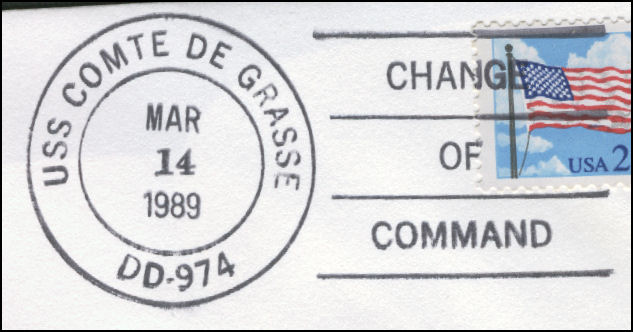 USS COMTE DE GRASSE
MAR
14
1989
DD-974
CHANGE
OF
COMMAND
USA 2